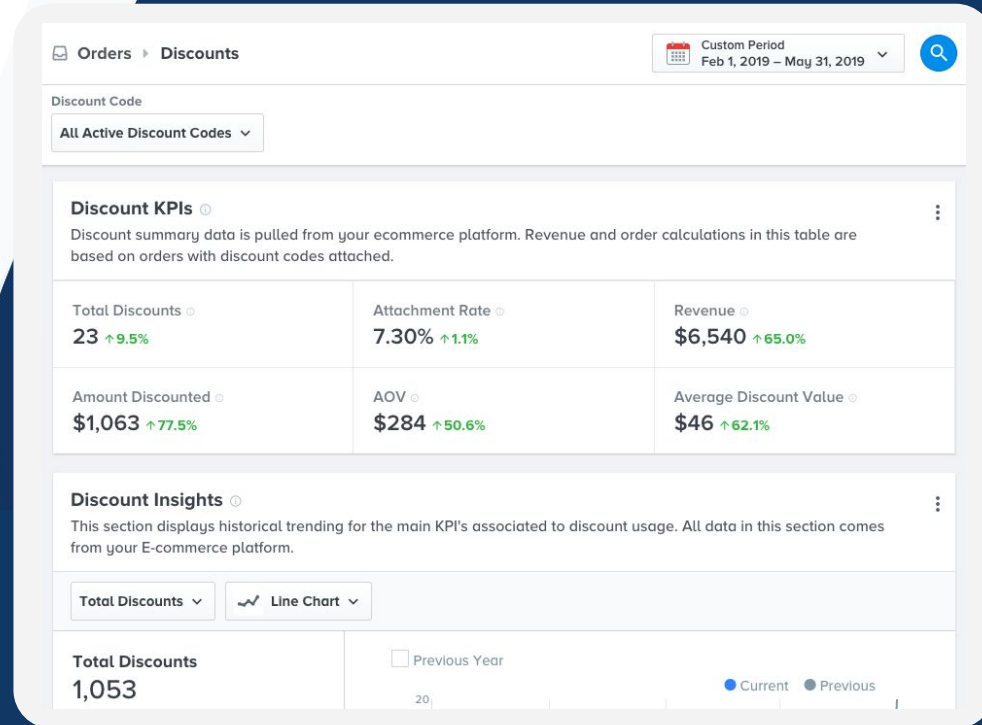 Orders Discounts
Custom Period
Feb 1, 2019 – May 31, 2019
Discount Code
All Active Discount Codes
Discount KPIs
Discount summary data is pulled from your ecommerce platform. Revenue and order calculations in this table are
based on orders with discount codes attached.
Total Discounts
23 ↑9.5%
Attachment Rate
7.30% ↑1.1%
Revenue
$6,540 ↑65.0%
Amount Discounted
$1,063 ↑77.5%
AOV
$284 ↑50.6%
Average Discount Value
$46 ↑62.1%
Discount Insights
This section displays historical trending for the main KPI's associated to discount usage. All data in this section comes
from your E-commerce platform.
Total Discounts
Line Chart
Total Discounts
1,053
Previous Year
Current Previous
20